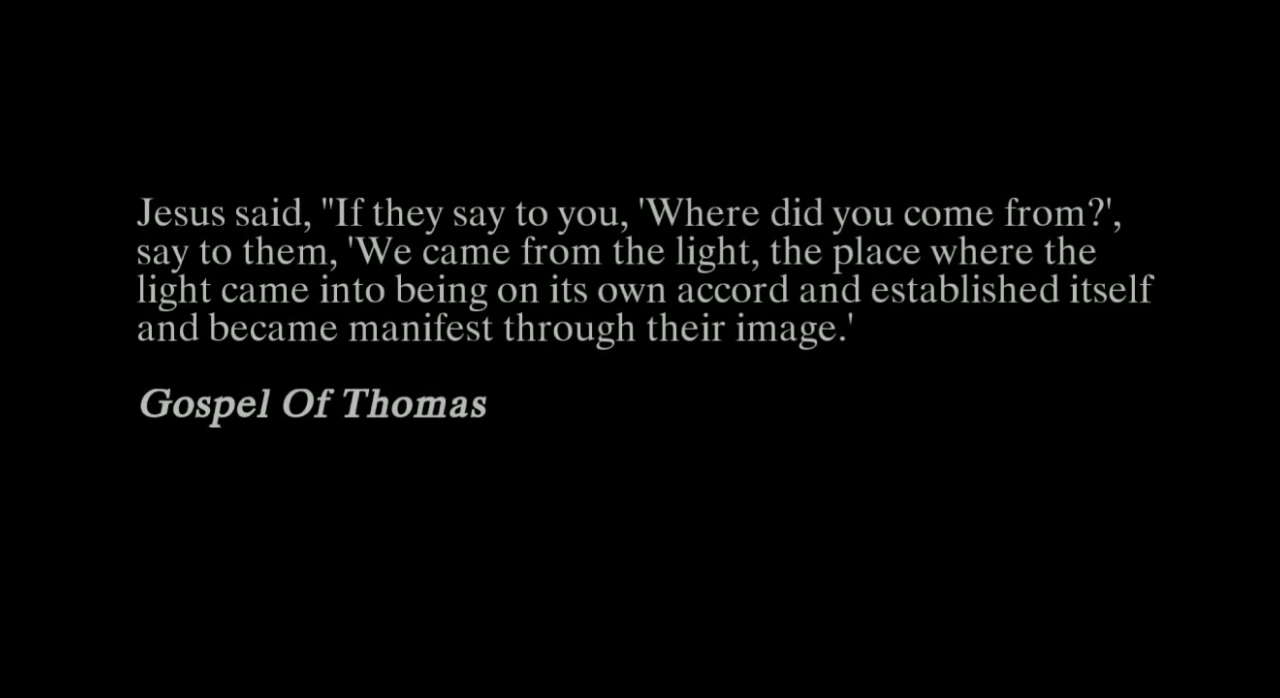 Jesus said, "If they say to you, 'Where did you come from?',
say to them, 'We came from the light, the place where the
light came into being on its own accord and established itself
and became manifest through their image.'
Gospel Of Thomas